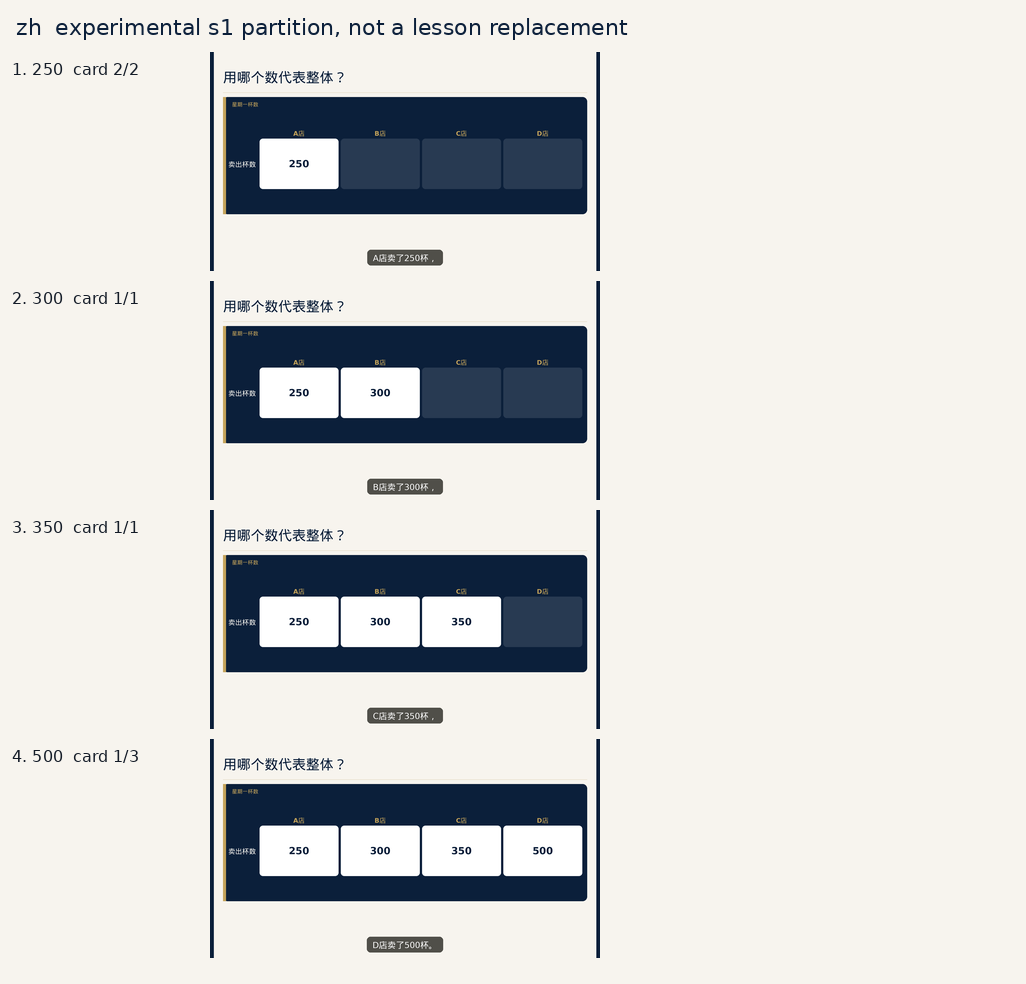 zh  experimental s1 partition, not a lesson replacement
1. 250  card 2/2
用哪个数代表整体？
星期一杯数
A店 B店 C店 D店
卖出杯数 250
A店卖了250杯，
2. 300  card 1/1
用哪个数代表整体？
星期一杯数
A店 B店 C店 D店
卖出杯数 250 300
B店卖了300杯，
3. 350  card 1/1
用哪个数代表整体？
星期一杯数
A店 B店 C店 D店
卖出杯数 250 300 350
C店卖了350杯，
4. 500  card 1/3
用哪个数代表整体？
星期一杯数
A店 B店 C店 D店
卖出杯数 250 300 350 500
D店卖了500杯。